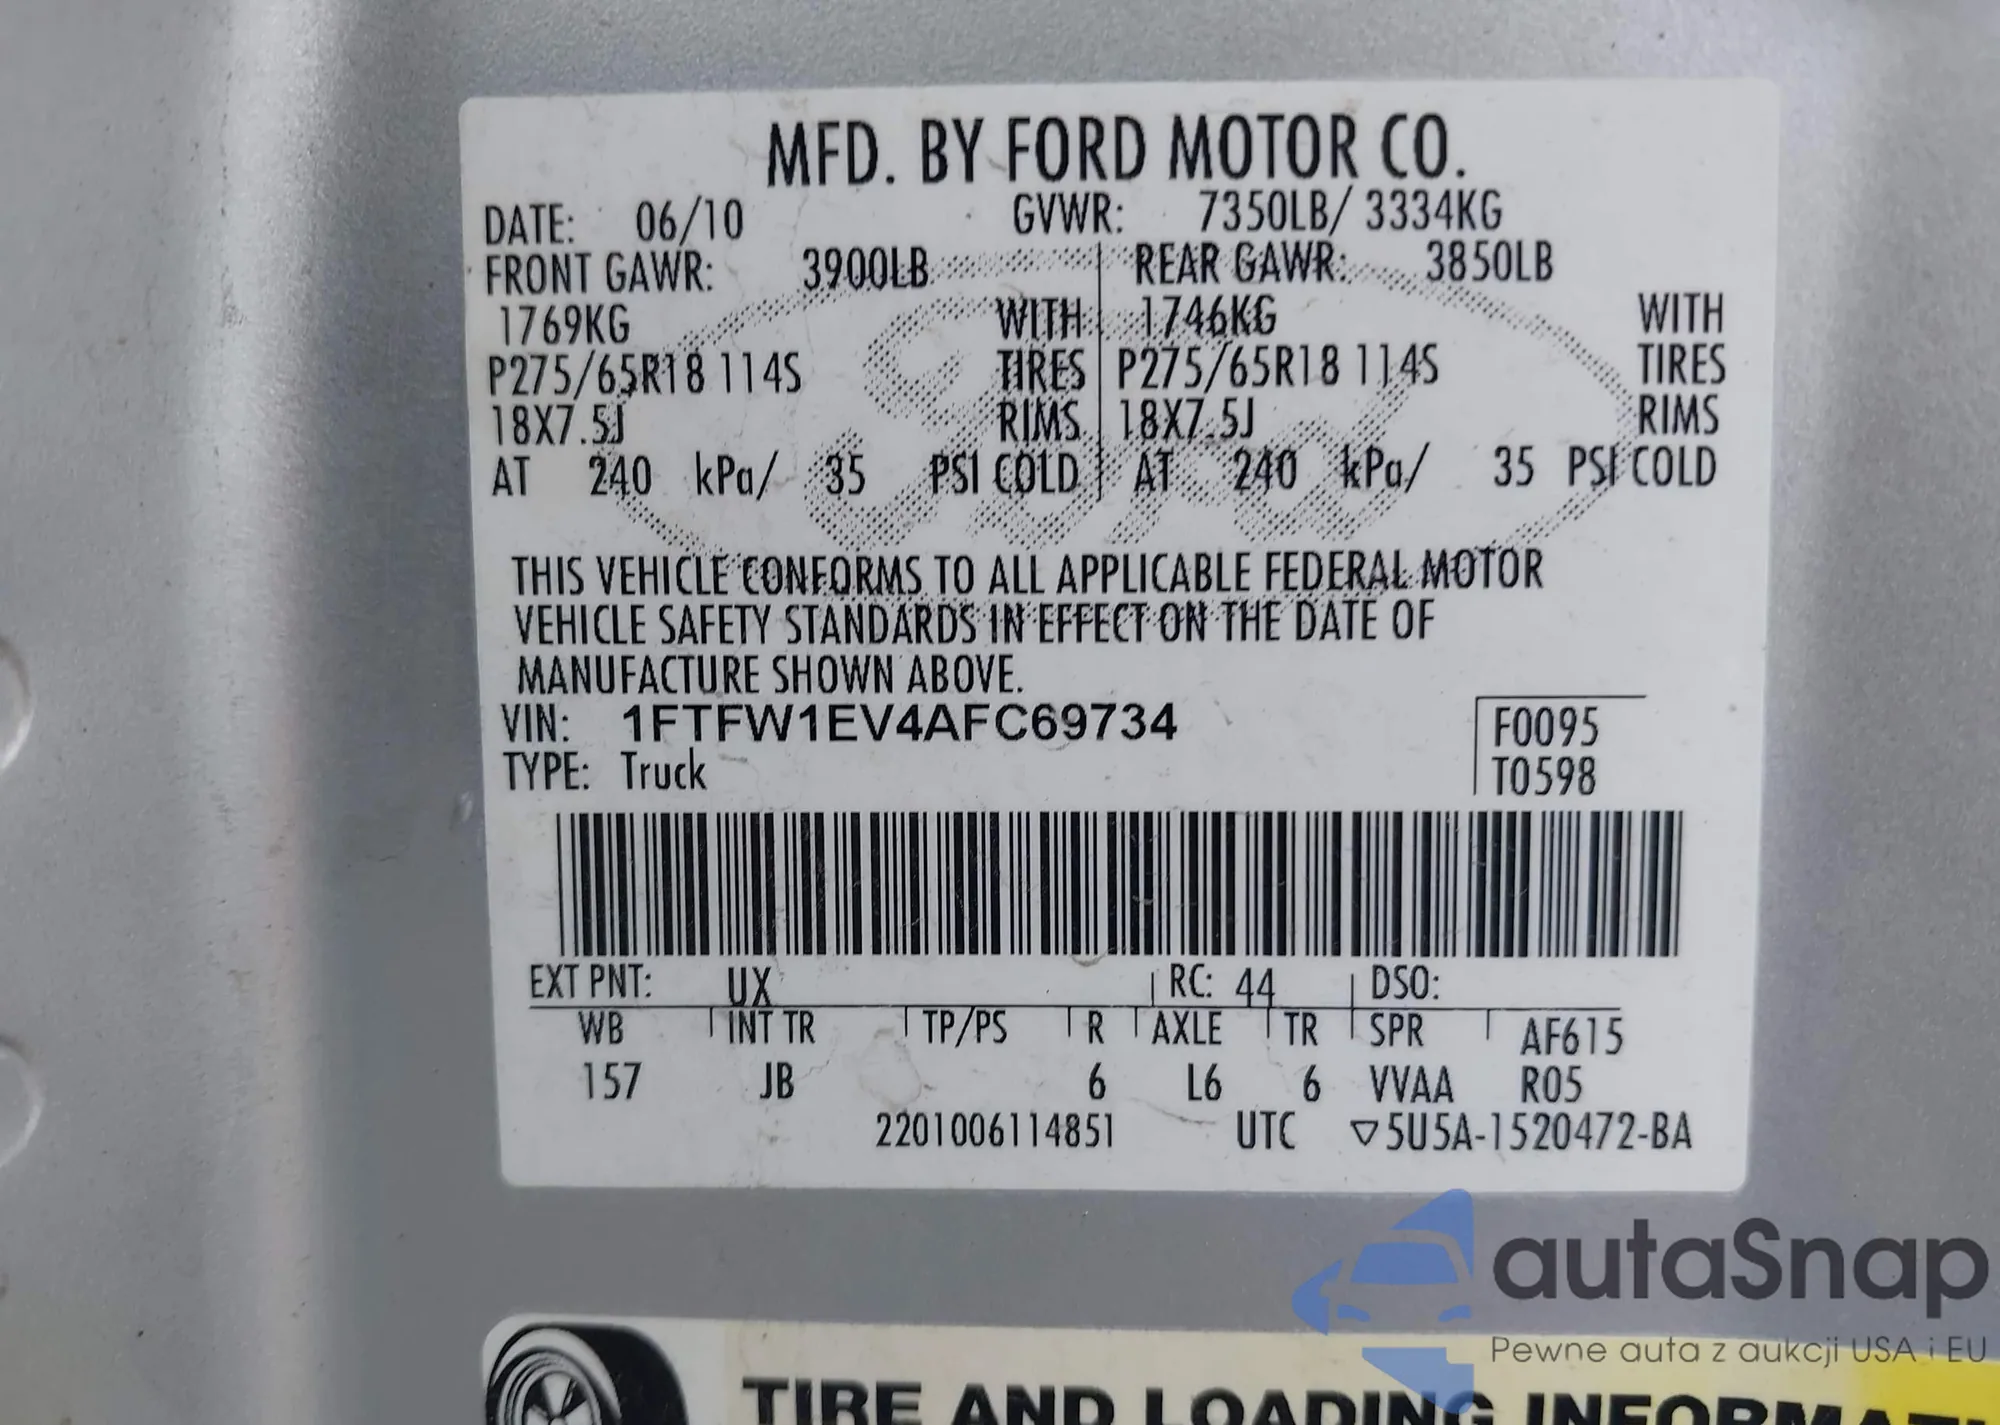 MFD. BY FORD MOTOR CO.
DATE: 06/10 GVWR: 7350LB/ 3334KG
FRONT GAWR: 3900LB REAR GAWR: 3850LB
1769KG WITH 1746KG WITH
P275/65R18 114S TIRES P275/65R18 114S TIRES
18X7.5J RIMS 18X7.5J RIMS
AT 240 kPa/ 35 PSI COLD AT 240 kPa/ 35 PSI COLD
THIS VEHICLE CONFORMS TO ALL APPLICABLE FEDERAL MOTOR
VEHICLE SAFETY STANDARDS IN EFFECT ON THE DATE OF
MANUFACTURE SHOWN ABOVE.
VIN: 1FTFW1EV4AFC69734 F0095
TYPE: Truck T0598
EXT PNT: UX RC: 44 DSO:
WB INT TR TP/PS R AXLE TR SPR AF615
157 JB 6 L6 6 VVAA R05
2201006114851 UTC ▽5U5A-1520472-BA
autaSnap
Pewne auta z aukcji USA i EU
TIRE AND LOADING